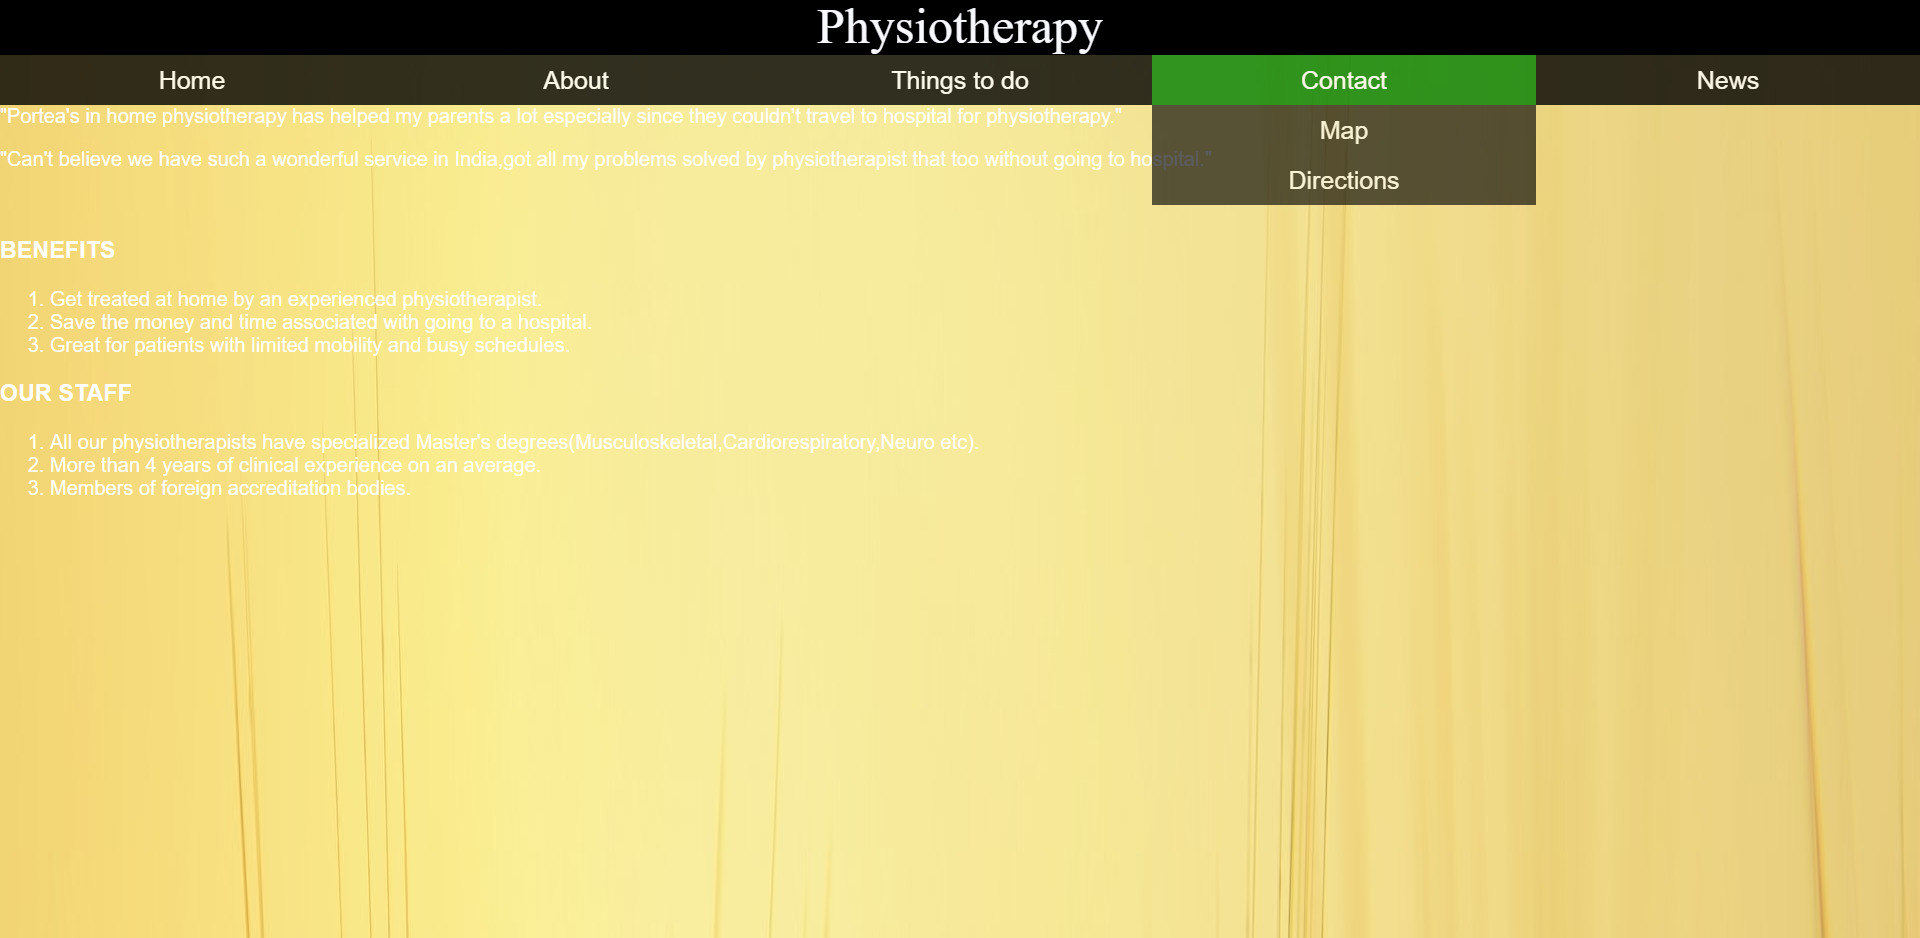 Physiotherapy
Home About Things to do Contact News
Map
Directions
"Portea's in home physiotherapy has helped my parents a lot especially since they couldn't travel to hospital for physiotherapy."
"Can't believe we have such a wonderful service in India,got all my problems solved by physiotherapist that too without going to hospital."
BENEFITS
1. Get treated at home by an experienced physiotherapist.
2. Save the money and time associated with going to a hospital.
3. Great for patients with limited mobility and busy schedules.
OUR STAFF
1. All our physiotherapists have specialized Master's degrees(Musculoskeletal,Cardiorespiratory,Neuro etc).
2. More than 4 years of clinical experience on an average.
3. Members of foreign accreditation bodies.